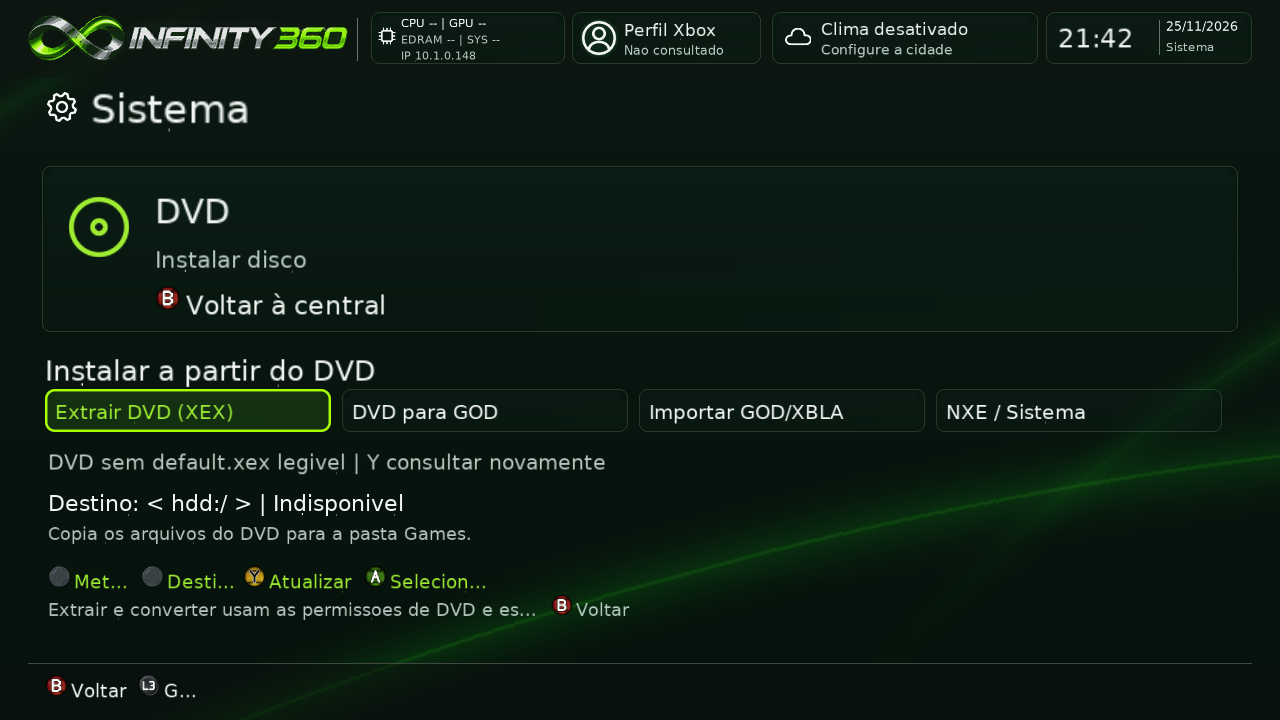 INFINITY 360
CPU -- | GPU --
EDRAM -- | SYS --
IP 10.1.0.148
Perfil Xbox
Nao consultado
Clima desativado
Configure a cidade
21:42
25/11/2026
Sistema
Sistema
DVD
Instalar disco
B Voltar à central
Instalar a partir do DVD
Extrair DVD (XEX)
DVD para GOD
Importar GOD/XBLA
NXE / Sistema
DVD sem default.xex legivel | Y consultar novamente
Destino: < hdd:/ > | Indisponivel
Copia os arquivos do DVD para a pasta Games.
Met... Desti... Y Atualizar A Selecion...
Extrair e converter usam as permissoes de DVD e es... B Voltar
B Voltar L3 G...